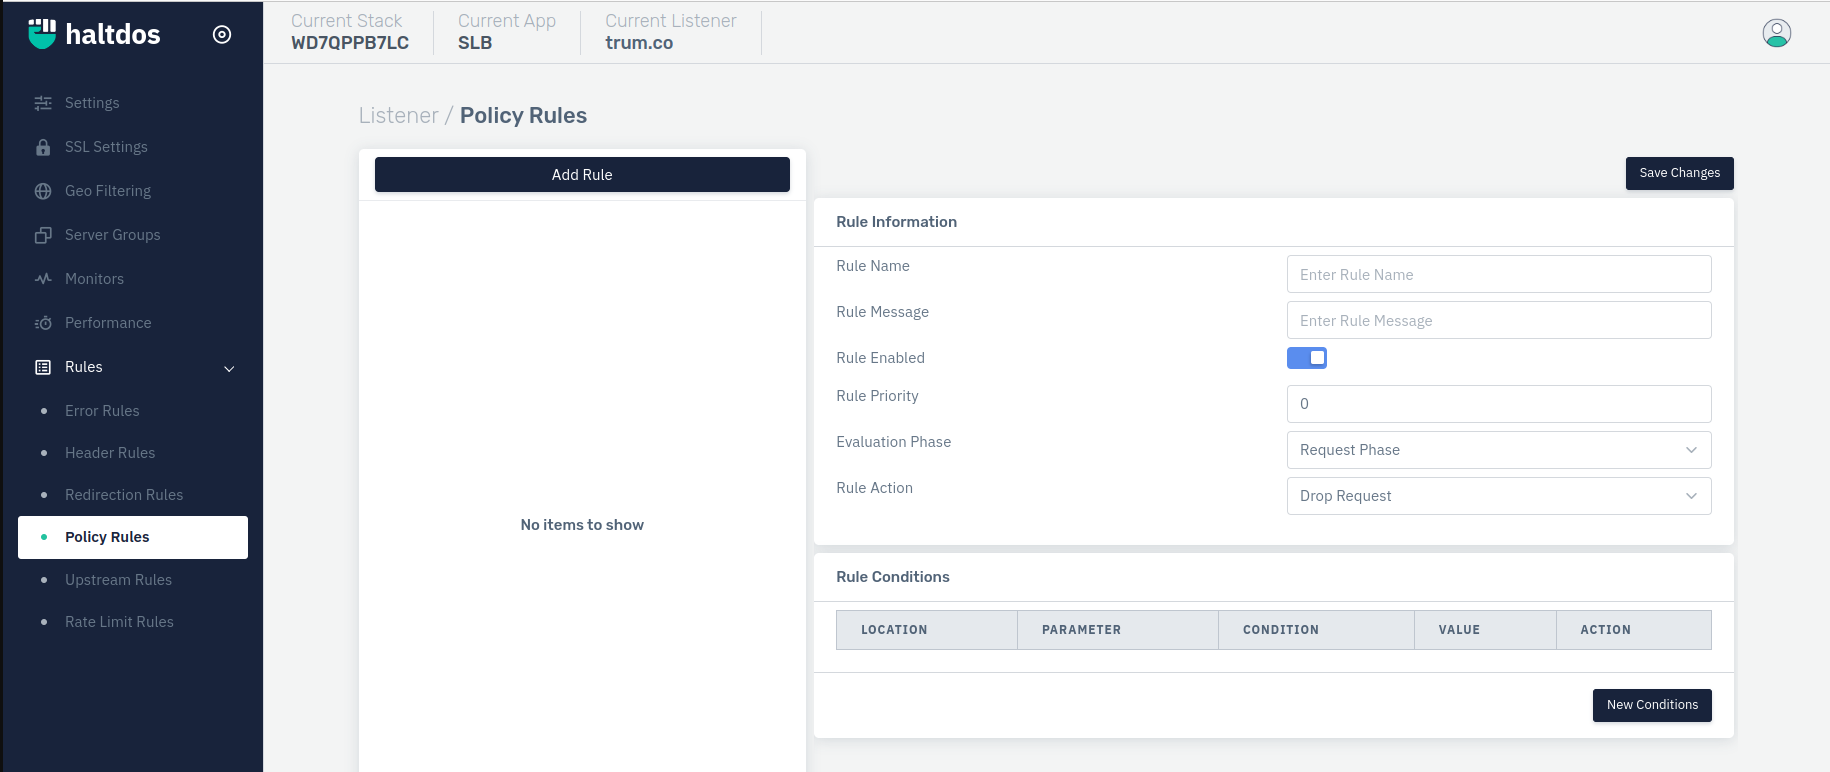 haltdos
Current Stack
WD7QPPB7LC
Current App
SLB
Current Listener
trum.co
Settings
SSL Settings
Geo Filtering
Server Groups
Monitors
Performance
Rules
Error Rules
Header Rules
Redirection Rules
Policy Rules
Upstream Rules
Rate Limit Rules
Listener / Policy Rules
Add Rule
No items to show
Save Changes
Rule Information
Rule Name
Enter Rule Name
Rule Message
Enter Rule Message
Rule Enabled
Rule Priority
0
Evaluation Phase
Request Phase
Rule Action
Drop Request
Rule Conditions
LOCATION PARAMETER CONDITION VALUE ACTION
New Conditions